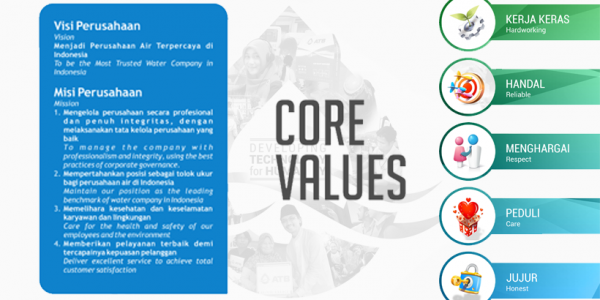 Visi Perusahaan
Vision
Menjadi Perusahaan Air Terpercaya di
Indonesia
To be the Most Trusted Water Company in
Indonesia
Misi Perusahaan
Mission
1. Mengelola perusahaan secara profesional
dan penuh integritas, dengan
melaksanakan tata kelola perusahaan yang
baik
To manage the company with
professionalism and integrity, using the best
practices of corporate governance.
2. Mempertahankan posisi sebagai tolok ukur
bagi perusahaan air di Indonesia
Maintain our position as the leading
benchmark of water company in Indonesia
3. Memelihara kesehatan dan keselamatan
karyawan dan lingkungan
Care for the health and safety of our
employees and the environment
4. Memberikan pelayanan terbaik demi
tercapainya kepuasan pelanggan
Deliver excellent service to achieve total
customer satisfaction
CORE
VALUES
DEVELOPING
TECHNOLOGY
for HUMANITY
ATB
KERJA KERAS
Hardworking
HANDAL
Reliable
MENGHARGAI
Respect
PEDULI
Care
JUJUR
Honest